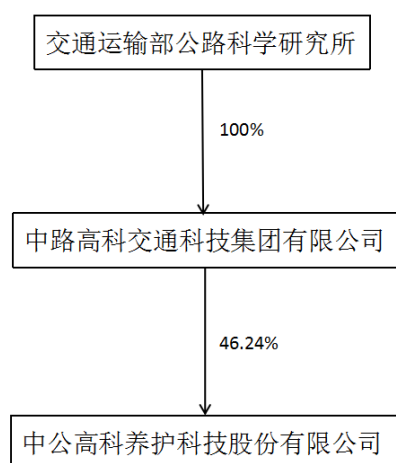 交通运输部公路科学研究所
100%
中路高科交通科技集团有限公司
46.24%
中公高科养护科技股份有限公司